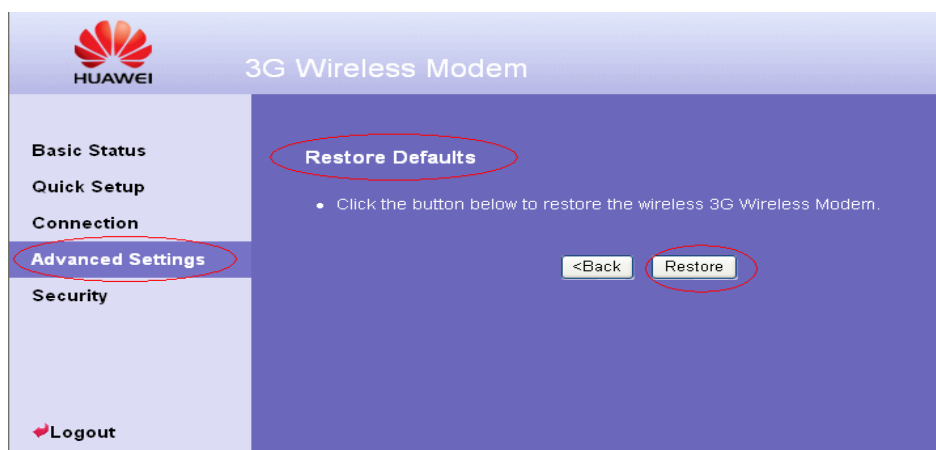 HUAWEI
3G Wireless Modem
Basic Status
Quick Setup
Connection
Advanced Settings
Security
Logout
Restore Defaults
• Click the button below to restore the wireless 3G Wireless Modem.
<Back Restore